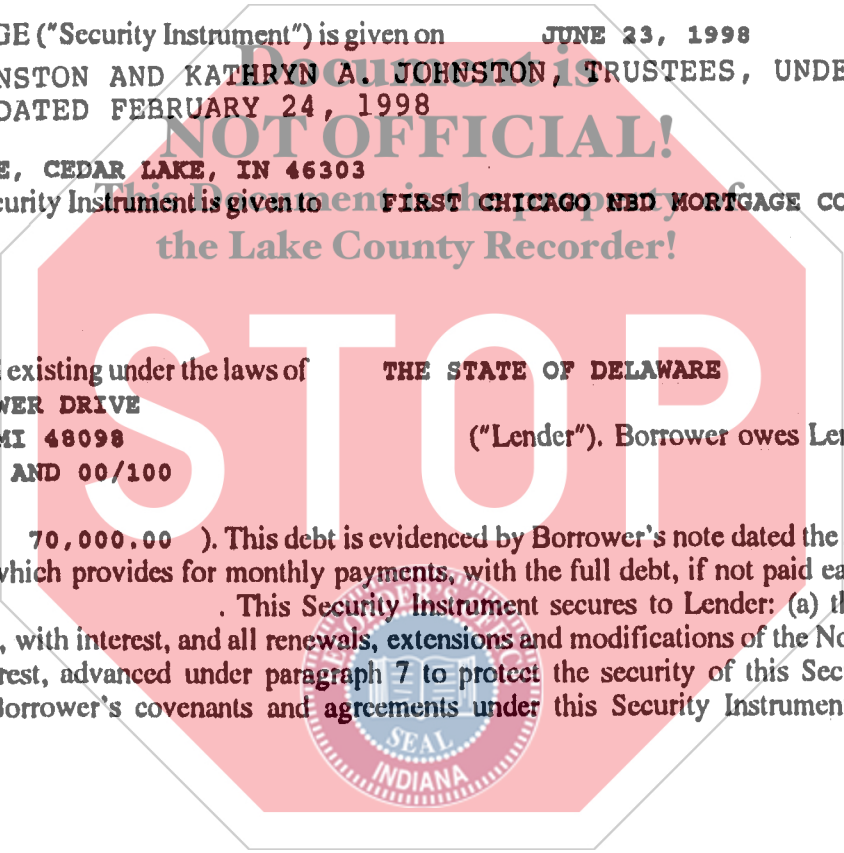 GE ("Security Instrument") is given on JUNE 23, 1998
Document is
NSTON AND KATHRYN A. JOHNSTON, TRUSTEES, UNDE
DATED FEBRUARY 24, 1998
NOT OFFICIAL!
E, CEDAR LAKE, IN 46303
This Document is the property of
curity Instrument is given to FIRST CHICAGO NBD MORTGAGE CO
the Lake County Recorder!
STOP
existing under the laws of THE STATE OF DELAWARE
WER DRIVE
MI 48098 ("Lender"). Borrower owes Len
AND 00/100
70,000.00 ). This debt is evidenced by Borrower's note dated the
which provides for monthly payments, with the full debt, if not paid ea
. This Security Instrument secures to Lender: (a) th
, with interest, and all renewals, extensions and modifications of the No
rest, advanced under paragraph 7 to protect the security of this Sec
Borrower's covenants and agreements under this Security Instrumen
SEAL
INDIANA